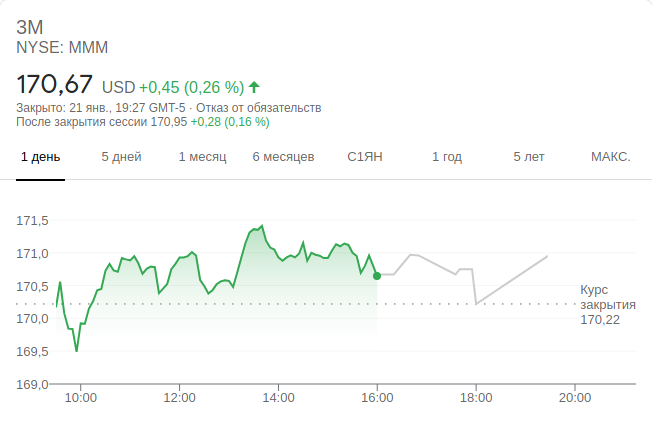 3M
NYSE: MMM
170,67 USD +0,45 (0,26 %)
Закрыто: 21 янв., 19:27 GMT-5 · Отказ от обязательств
После закрытия сессии 170,95 +0,28 (0,16 %)
1 день 5 дней 1 месяц 6 месяцев С1ЯН 1 год 5 лет МАКС.
171,5
171,0
170,5
170,0
169,5
169,0
Курс
закрытия
170,22
10:00 12:00 14:00 16:00 18:00 20:00